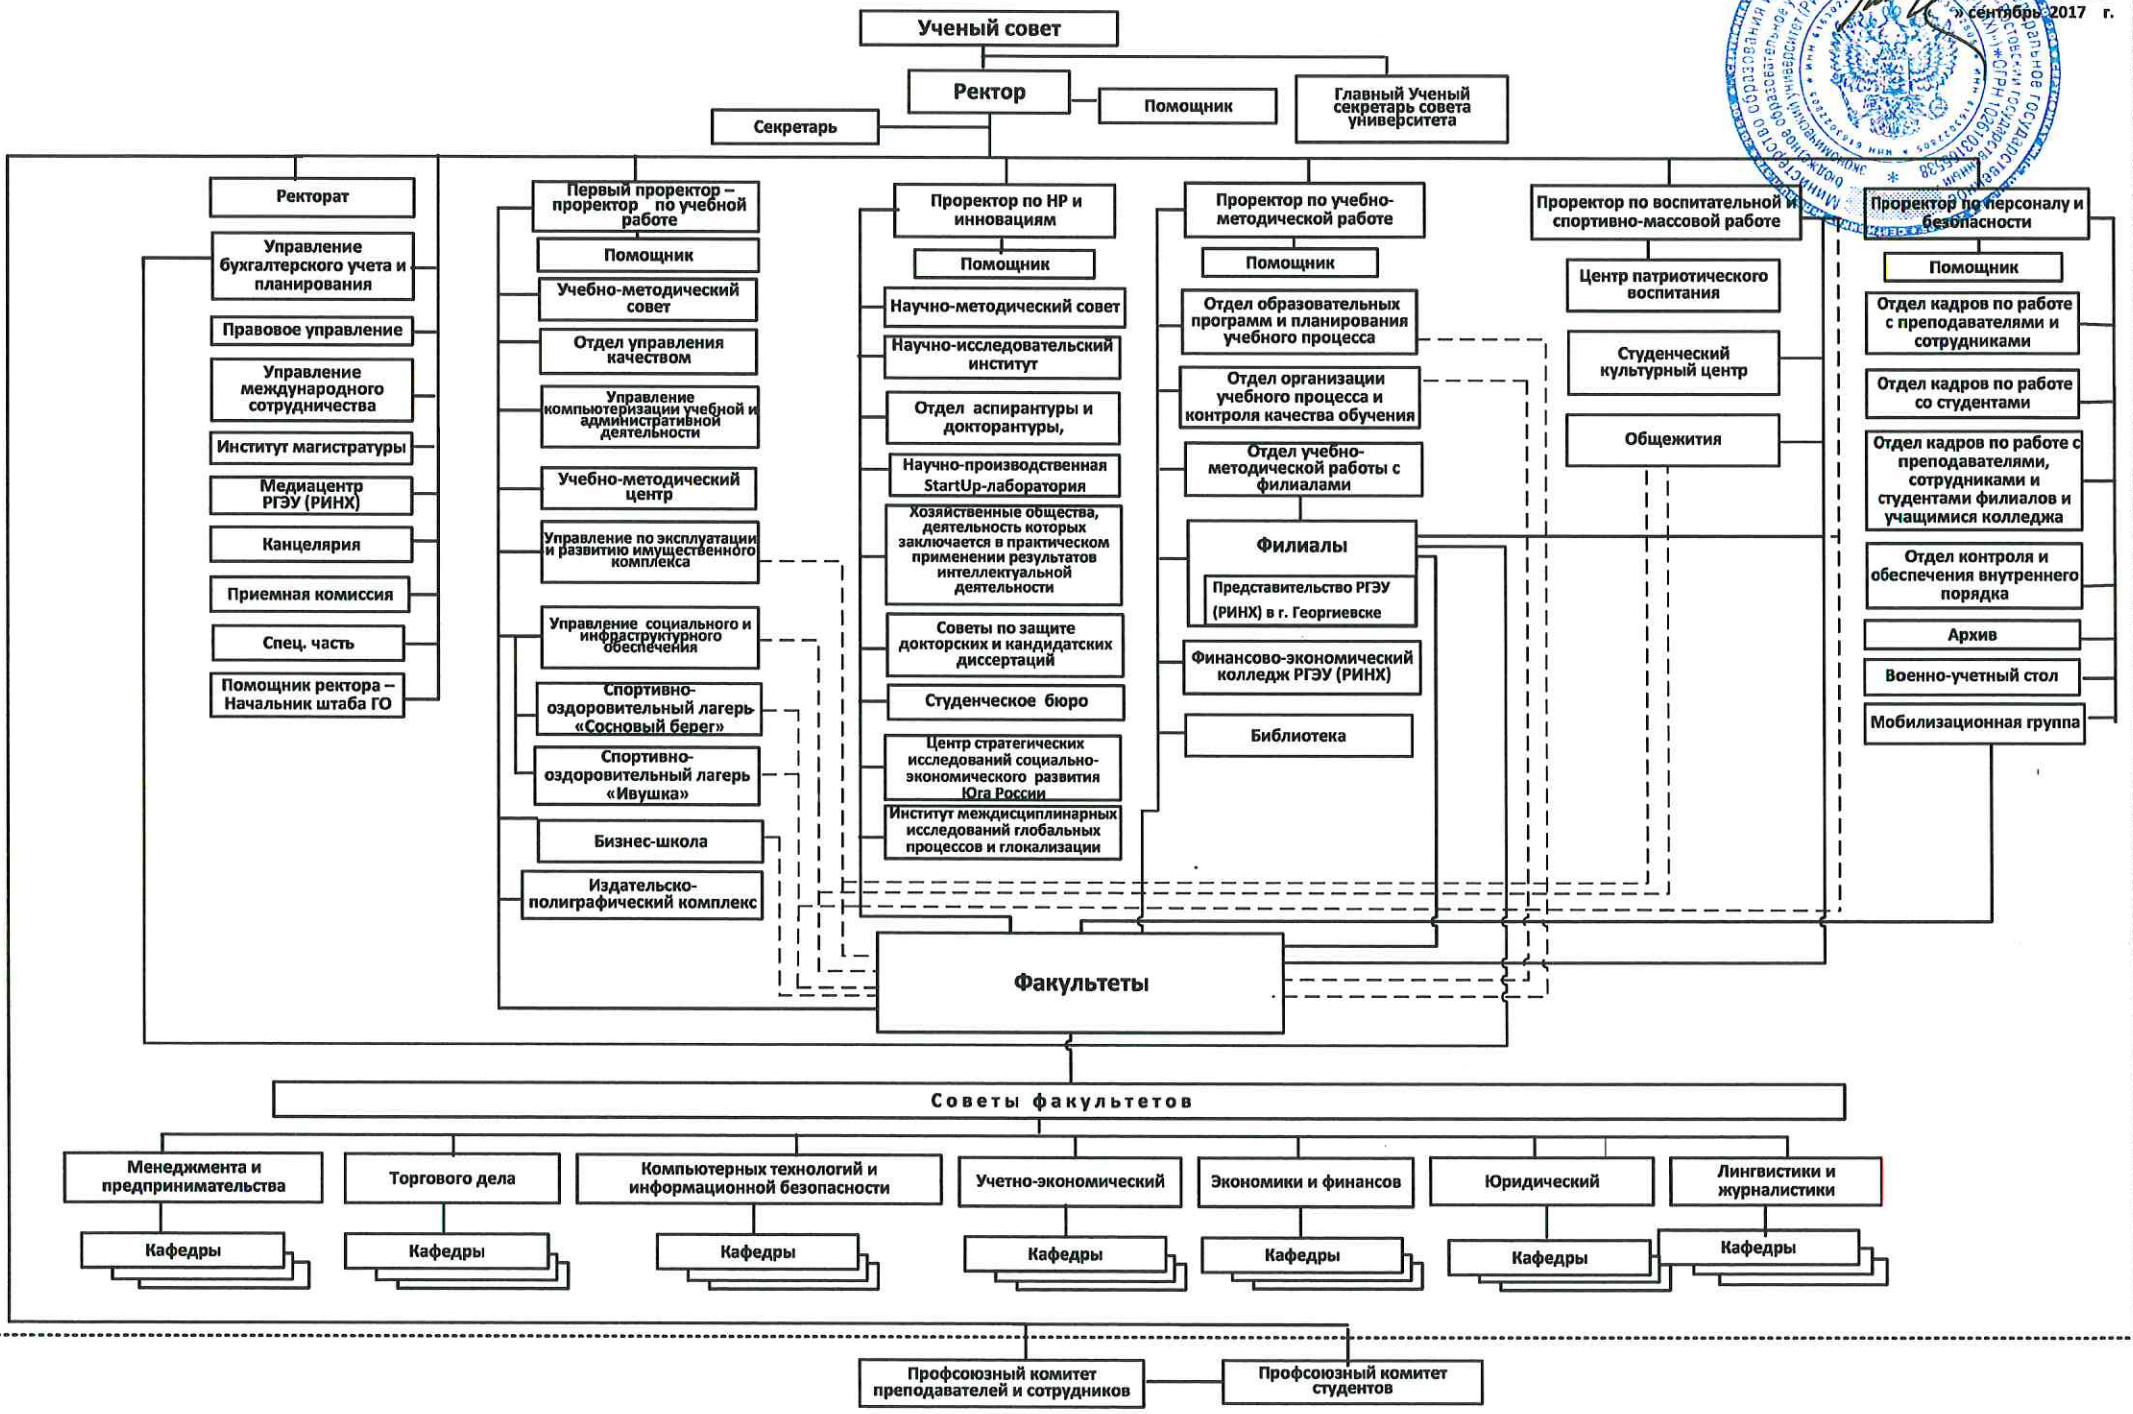 Ученый совет
» сентябрь 2017 г.
Ректор
Помощник
Главный Ученый
секретарь совета
университета
Секретарь
Ректорат
Управление
бухгалтерского учета и
планирования
Правовое управление
Управление
международного
сотрудничества
Институт магистратуры
Медиацентр
РГЭУ (РИНХ)
Канцелярия
Приемная комиссия
Спец. часть
Помощник ректора –
Начальник штаба ГО
Первый проректор –
проректор по учебной
работе
Помощник
Учебно-методический
совет
Отдел управления
качеством
Управление
компьютеризации учебной и
административной
деятельности
Учебно-методический
центр
Управление по эксплуатации
и развитию имущественного
комплекса
Управление социального и
инфраструктурного
обеспечения
Спортивно-
оздоровительный лагерь
«Сосновый берег»
Спортивно-
оздоровительный лагерь
«Ивушка»
Бизнес-школа
Издательско-
полиграфический комплекс
Проректор по НР и
инновациям
Помощник
Научно-методический совет
Научно-исследовательский
институт
Отдел аспирантуры и
докторантуры,
Научно-производственная
StartUp-лаборатория
Хозяйственные общества,
деятельность которых
заключается в практическом
применении результатов
интеллектуальной
деятельности
Советы по защите
докторских и кандидатских
диссертаций
Студенческое бюро
Центр стратегических
исследований социально-
экономического развития
Юга России
Институт междисциплинарных
исследований глобальных
процессов и глокализации
Проректор по учебно-
методической работе
Помощник
Отдел образовательных
программ и планирования
учебного процесса
Отдел организации
учебного процесса и
контроля качества обучения
Отдел учебно-
методической работы с
филиалами
Филиалы
Представительство РГЭУ
(РИНХ) в г. Георгиевске
Финансово-экономический
колледж РГЭУ (РИНХ)
Библиотека
Проректор по воспитательной и
спортивно-массовой работе
Центр патриотического
воспитания
Студенческий
культурный центр
Общежития
Проректор по персоналу и
безопасности
Помощник
Отдел кадров по работе
с преподавателями и
сотрудниками
Отдел кадров по работе
со студентами
Отдел кадров по работе с
преподавателями,
сотрудниками и
студентами филиалов и
учащимися колледжа
Отдел контроля и
обеспечения внутреннего
порядка
Архив
Военно-учетный стол
Мобилизационная группа
Факультеты
Советы факультетов
Менеджмента и
предпринимательства
Торгового дела
Компьютерных технологий и
информационной безопасности
Учетно-экономический
Экономики и финансов
Юридический
Лингвистики и
журналистики
Кафедры
Кафедры
Кафедры
Кафедры
Кафедры
Кафедры
Кафедры
Профсоюзный комитет
преподавателей и сотрудников
Профсоюзный комитет
студентов